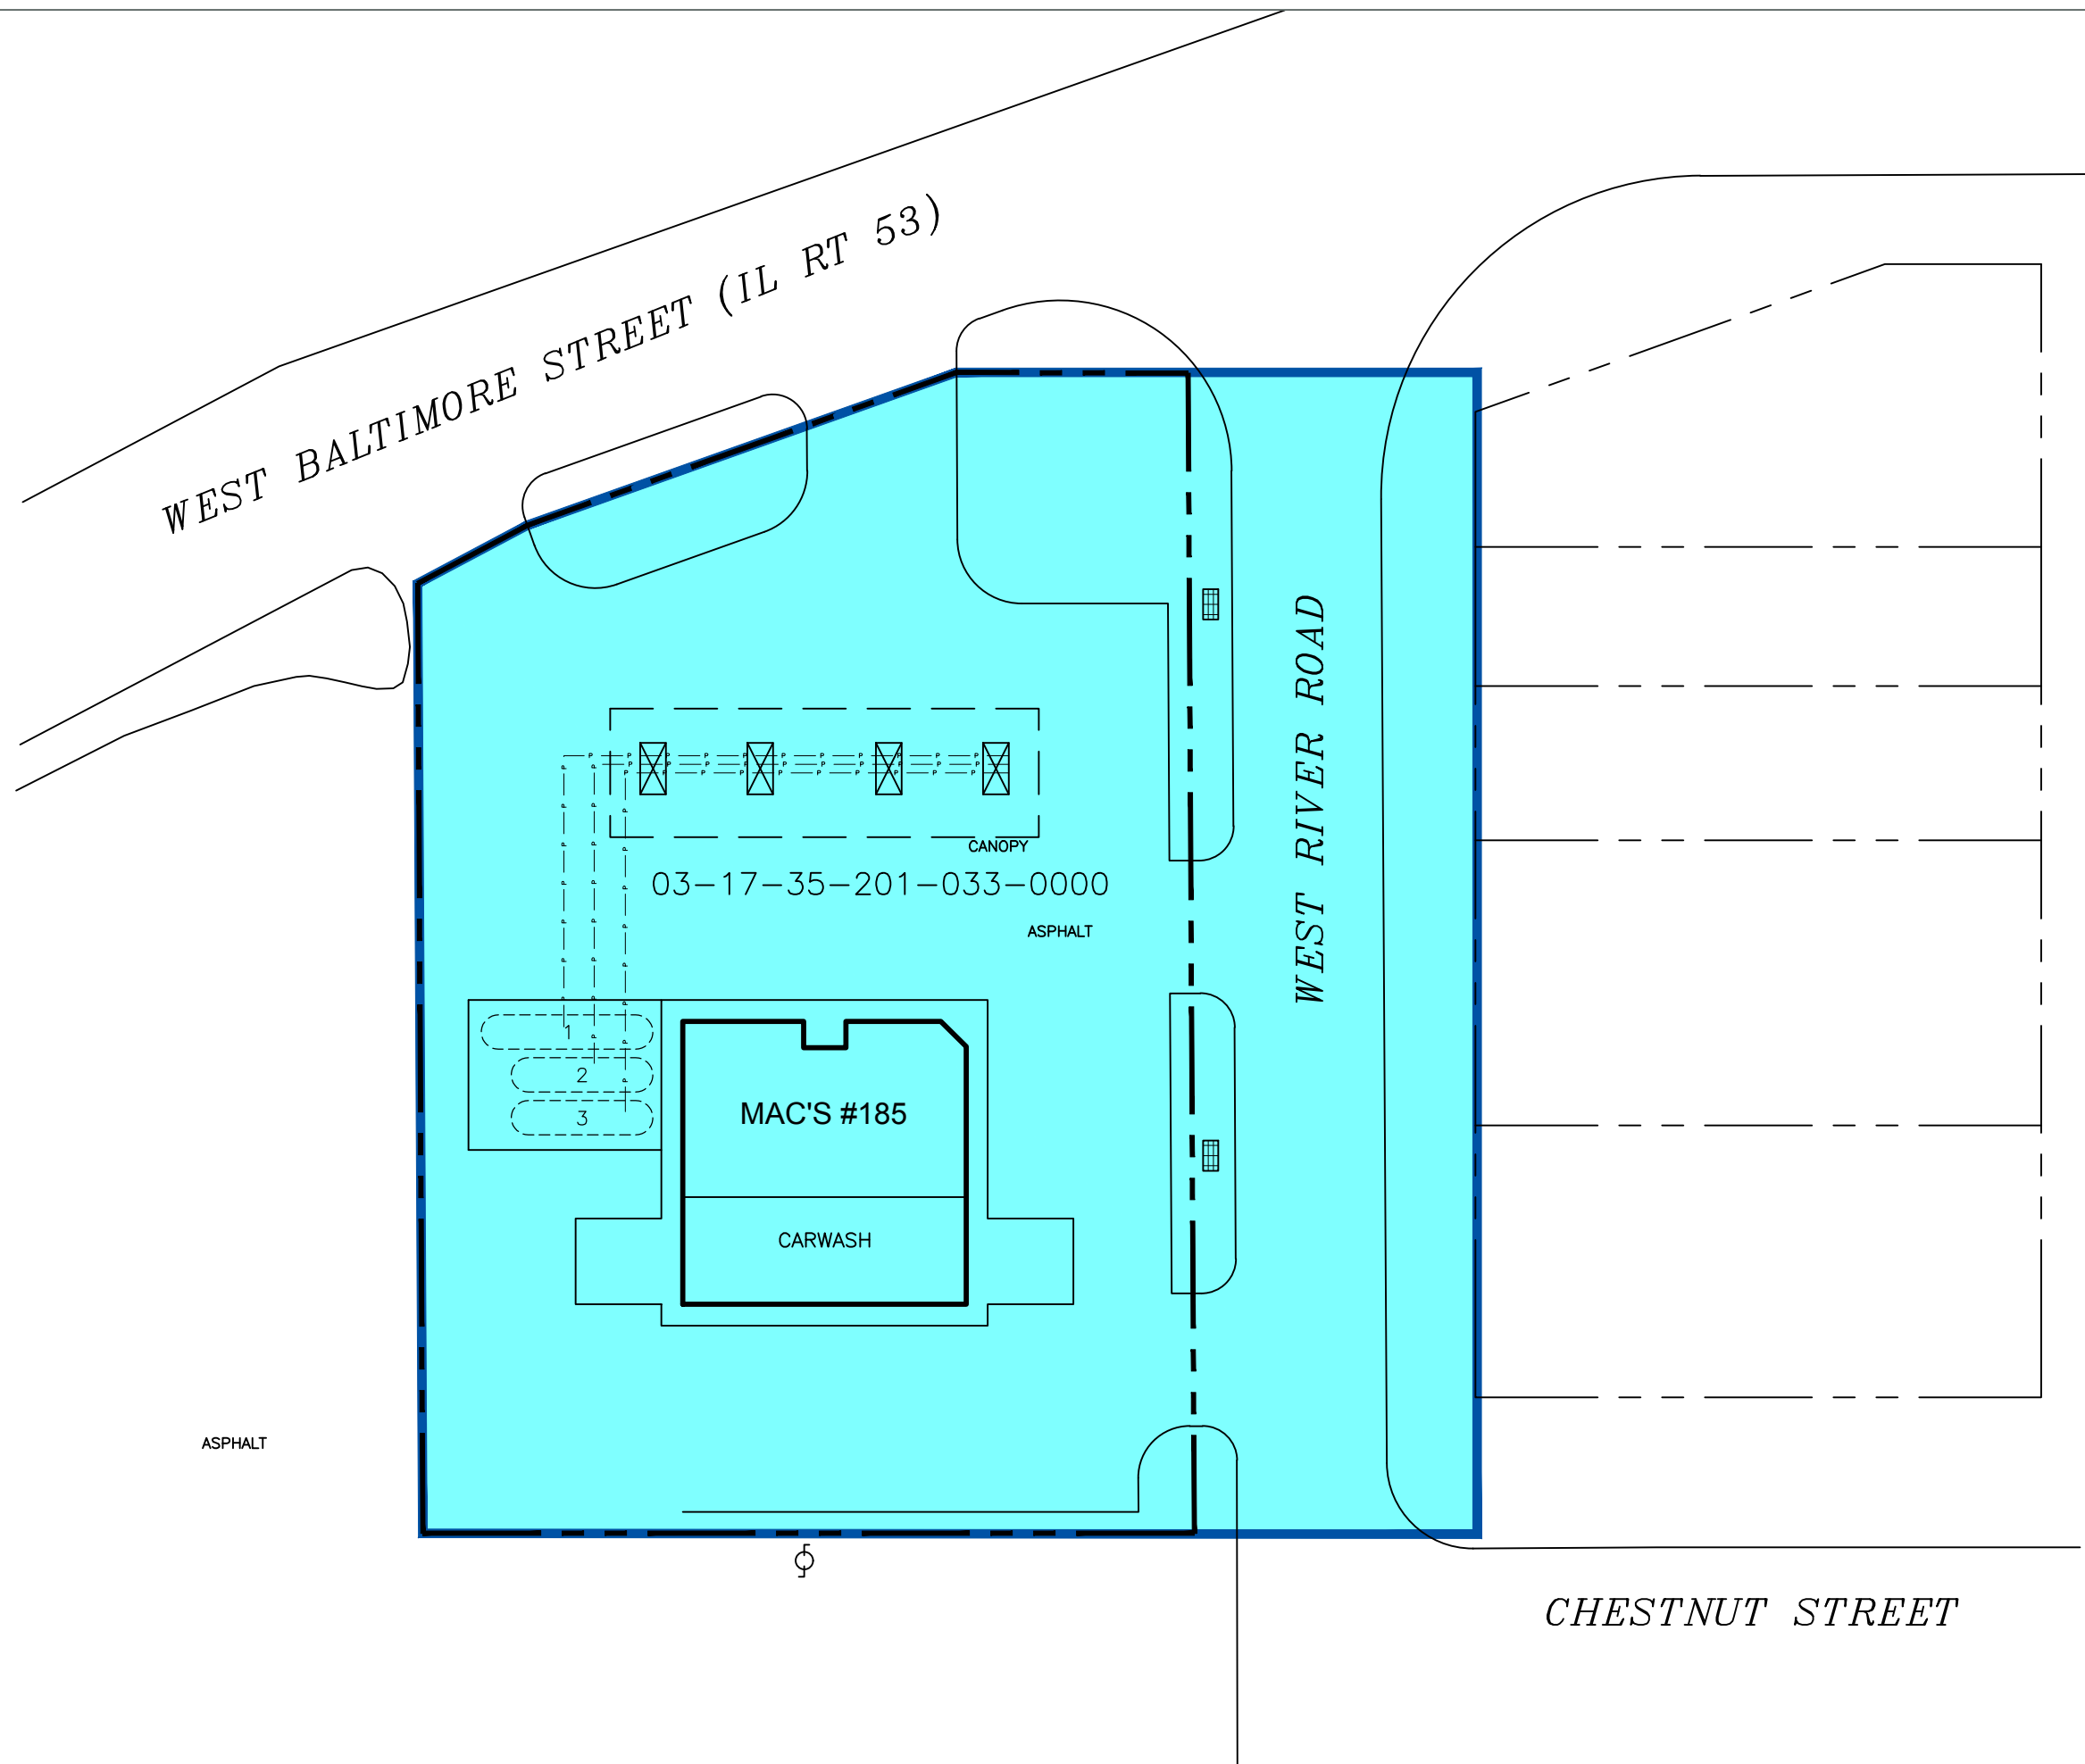 WEST BALTIMORE STREET (IL RT 53)
WEST RIVER ROAD
P P P P P P P P P P P
P P P P P P P P P P
P P P P P P P P P P
P P P P P P P
P P P P P P P P
P P P P P P P P
CANOPY
03-17-35-201-033-0000
ASPHALT
1
2
3
MAC'S #185
CARWASH
ASPHALT
CHESTNUT STREET